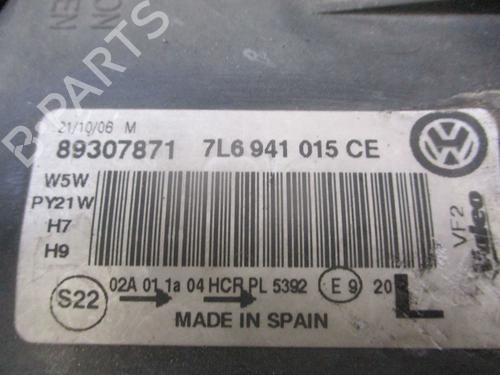 21/10/06 M
89307871 7L6 941 015 CE
W5W
PY21W
H7
H9
VF2
Valeo
S22
02A 01 1a 04 HCR PL 5392 E 9 20
L
MADE IN SPAIN
B-PARTS